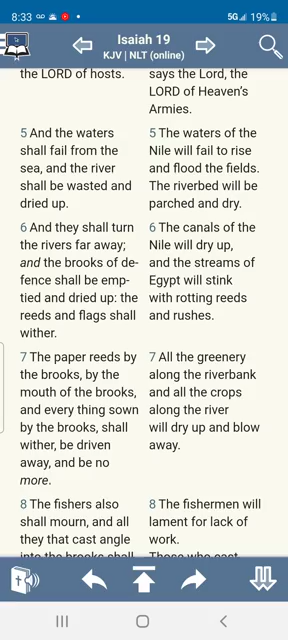 8:33
5G 19%
Isaiah 19
KJV | NLT (online)
the LORD of hosts.
5 And the waters
shall fail from the
sea, and the river
shall be wasted and
dried up.
6 And they shall turn
the rivers far away;
and the brooks of de-
fence shall be emp-
tied and dried up: the
reeds and flags shall
wither.
7 The paper reeds by
the brooks, by the
mouth of the brooks,
and every thing sown
by the brooks, shall
wither, be driven
away, and be no
more.
8 The fishers also
shall mourn, and all
they that cast angle
into the brooks shall
says the Lord, the
LORD of Heaven’s
Armies.
5 The waters of the
Nile will fail to rise
and flood the fields.
The riverbed will be
parched and dry.
6 The canals of the
Nile will dry up,
and the streams of
Egypt will stink
with rotting reeds
and rushes.
7 All the greenery
along the riverbank
and all the crops
along the river
will dry up and blow
away.
8 The fishermen will
lament for lack of
work.
Those who cast